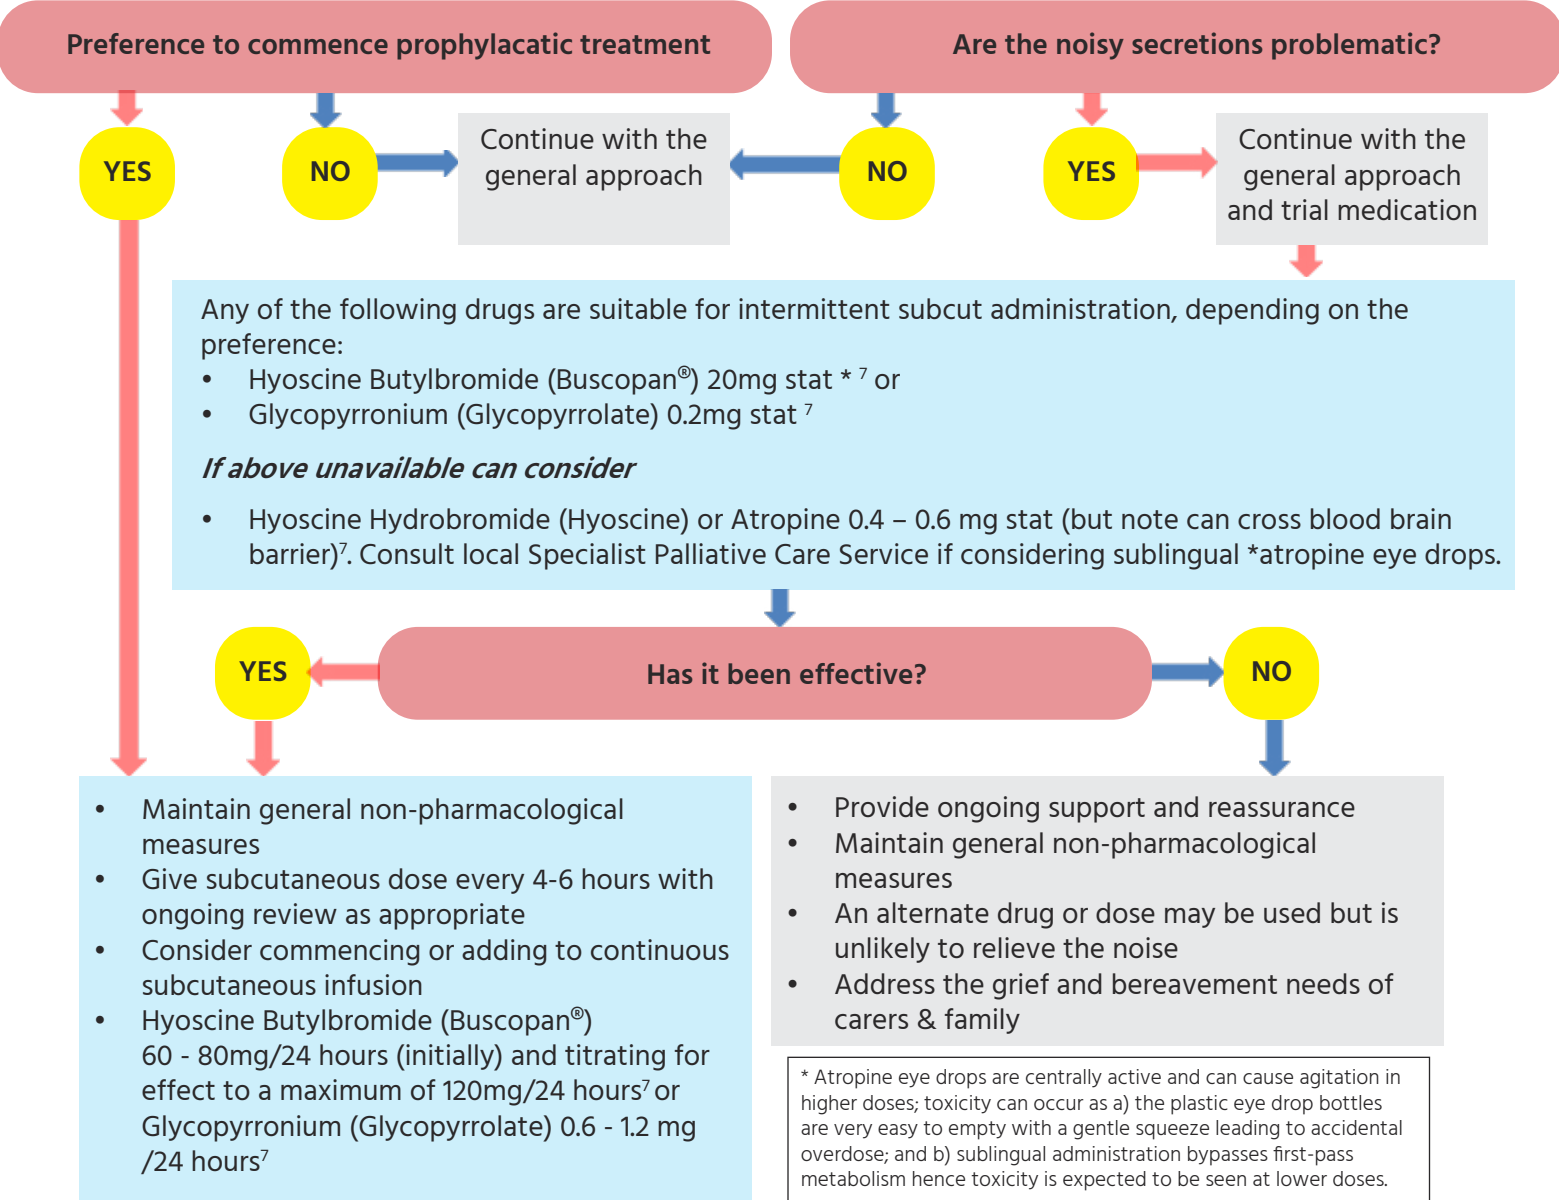 Preference to commence prophylacatic treatment
Are the noisy secretions problematic?
YES
NO
Continue with the
general approach
NO
YES
Continue with the
general approach
and trial medication
Any of the following drugs are suitable for intermittent subcut administration, depending on the
preference:
• Hyoscine Butylbromide (Buscopan®) 20mg stat * 7 or
• Glycopyrronium (Glycopyrrolate) 0.2mg stat 7
If above unavailable can consider
• Hyoscine Hydrobromide (Hyoscine) or Atropine 0.4 – 0.6 mg stat (but note can cross blood brain
barrier)7. Consult local Specialist Palliative Care Service if considering sublingual *atropine eye drops.
YES
Has it been effective?
NO
• Maintain general non-pharmacological
measures
• Give subcutaneous dose every 4-6 hours with
ongoing review as appropriate
• Consider commencing or adding to continuous
subcutaneous infusion
• Hyoscine Butylbromide (Buscopan®)
60 - 80mg/24 hours (initially) and titrating for
effect to a maximum of 120mg/24 hours7 or
Glycopyrronium (Glycopyrrolate) 0.6 - 1.2 mg
/24 hours7
• Provide ongoing support and reassurance
• Maintain general non-pharmacological
measures
• An alternate drug or dose may be used but is
unlikely to relieve the noise
• Address the grief and bereavement needs of
carers & family
* Atropine eye drops are centrally active and can cause agitation in
higher doses; toxicity can occur as a) the plastic eye drop bottles
are very easy to empty with a gentle squeeze leading to accidental
overdose; and b) sublingual administration bypasses first-pass
metabolism hence toxicity is expected to be seen at lower doses.